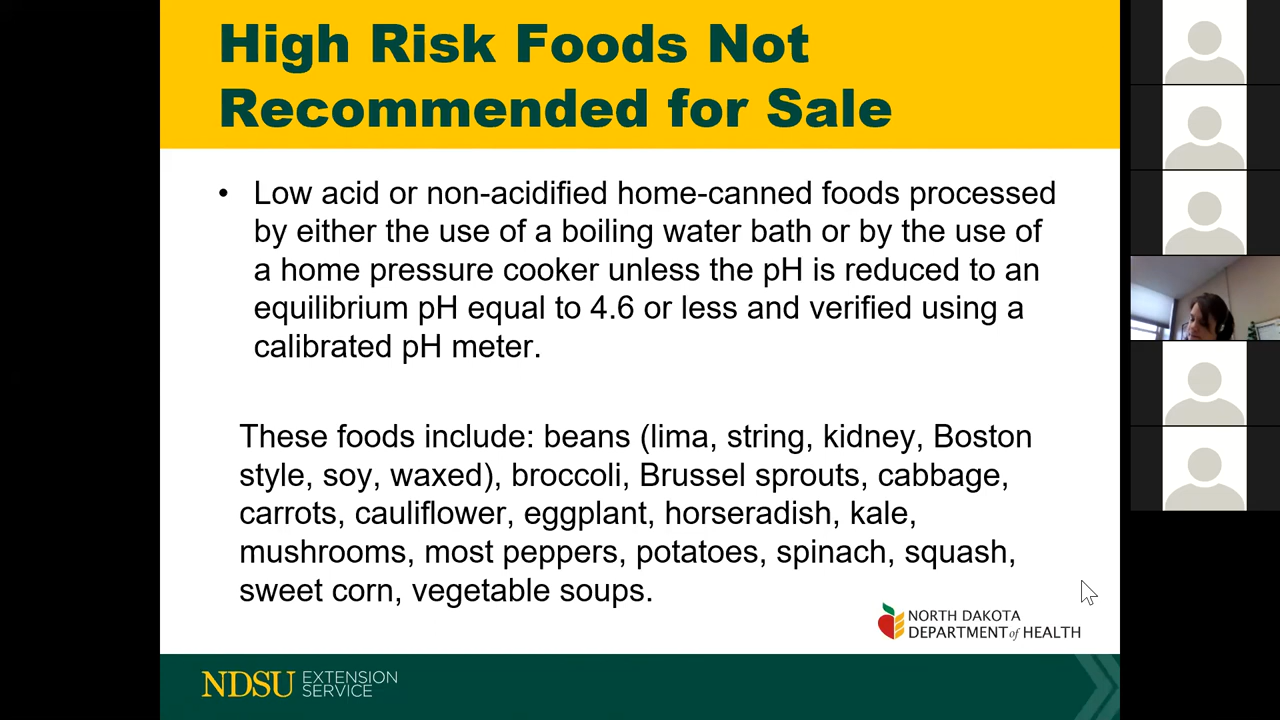 High Risk Foods Not
Recommended for Sale
• Low acid or non-acidified home-canned foods processed
by either the use of a boiling water bath or by the use of
a home pressure cooker unless the pH is reduced to an
equilibrium pH equal to 4.6 or less and verified using a
calibrated pH meter.
These foods include: beans (lima, string, kidney, Boston
style, soy, waxed), broccoli, Brussel sprouts, cabbage,
carrots, cauliflower, eggplant, horseradish, kale,
mushrooms, most peppers, potatoes, spinach, squash,
sweet corn, vegetable soups.
NORTH DAKOTA
DEPARTMENT of HEALTH
NDSU EXTENSION
SERVICE